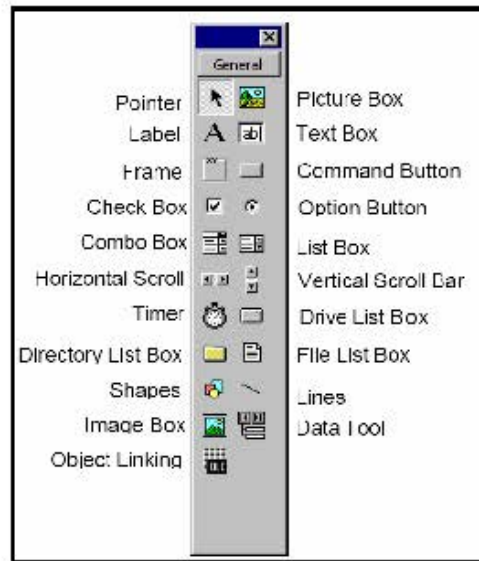 General
Pointer Picture Box
Label A ab Text Box
Frame xv Command Button
Check Box Option Button
Combo Box List Box
Horizontal Scroll Vertical Scroll Bar
Timer Drive List Box
Directory List Box File List Box
Shapes Lines
Image Box Data Tool
Object Linking